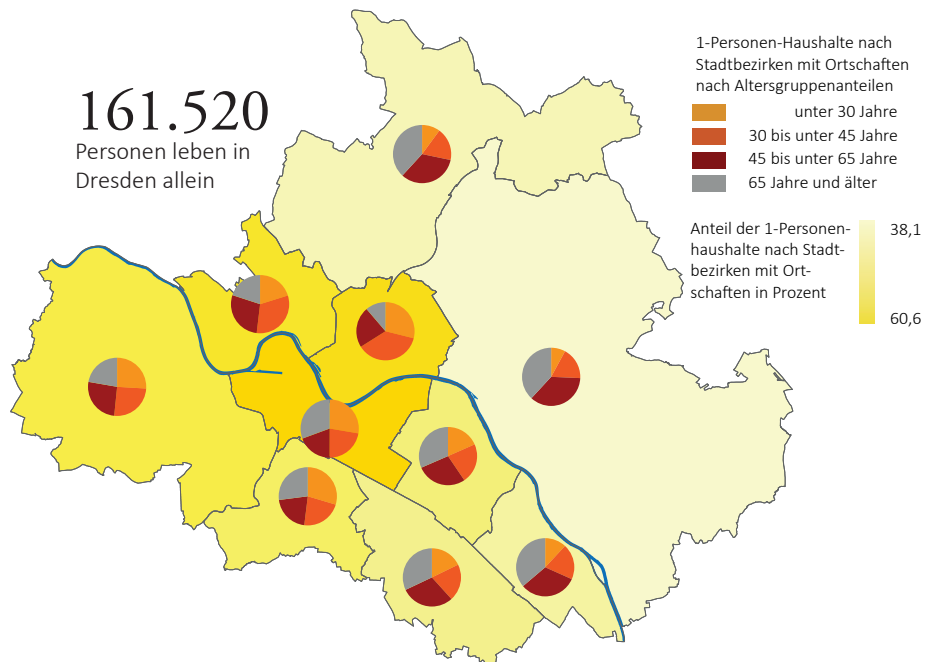 161.520
Personen leben in
Dresden allein
1-Personen-Haushalte nach
Stadtbezirken mit Ortschaften
nach Altersgruppenanteilen
unter 30 Jahre
30 bis unter 45 Jahre
45 bis unter 65 Jahre
65 Jahre und älter
Anteil der 1-Personen-
haushalte nach Stadt-
bezirken mit Ort-
schaften in Prozent
38,1
60,6